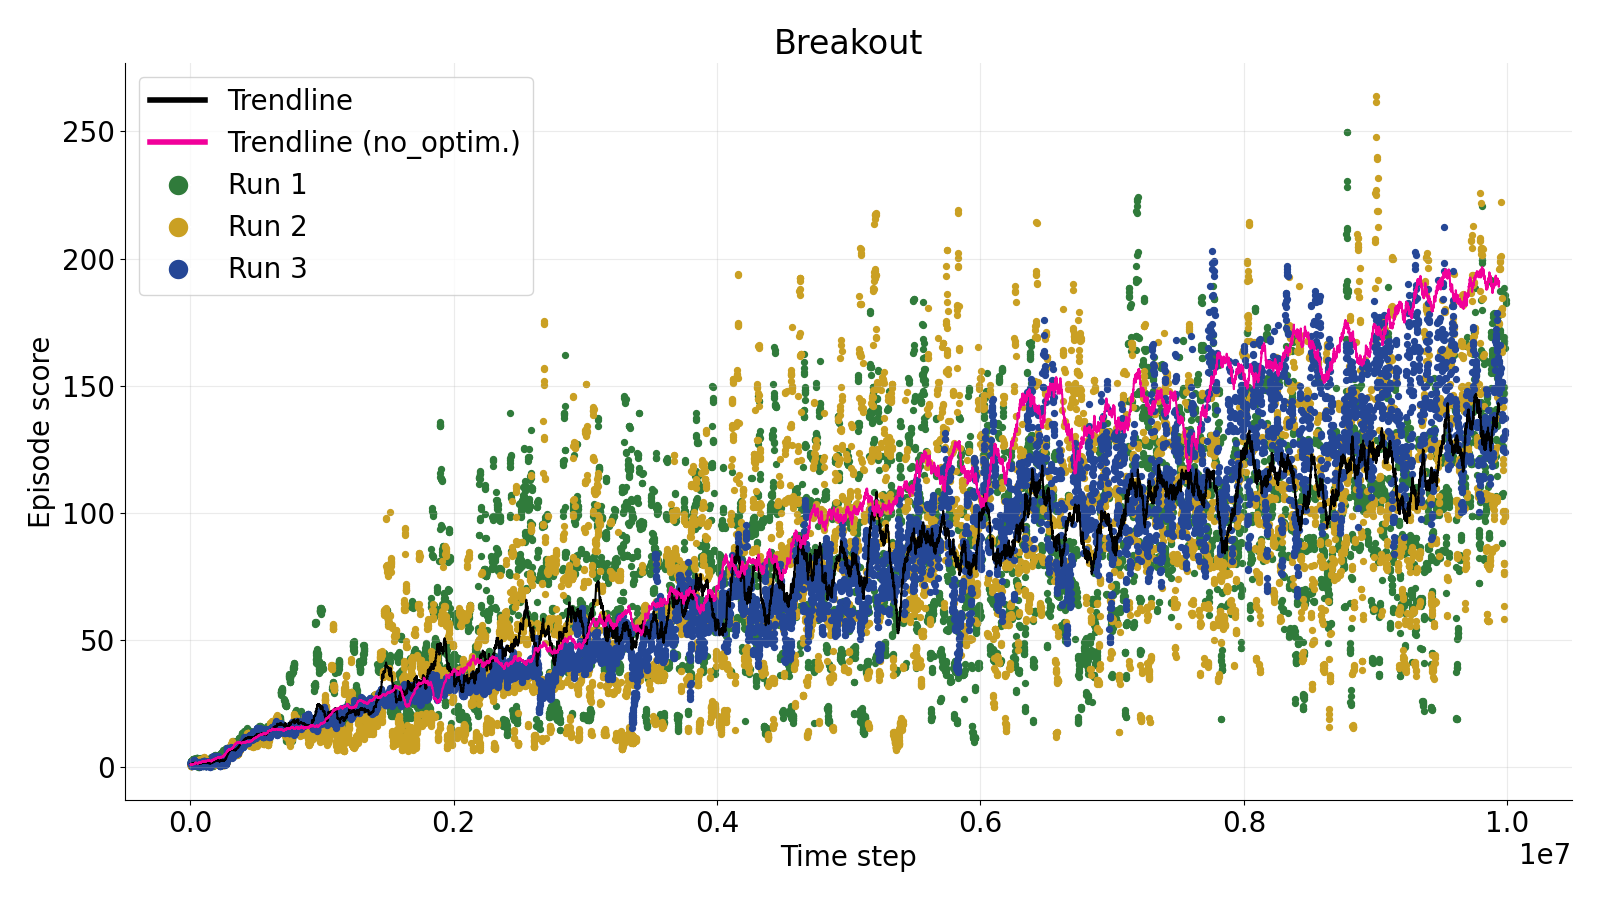 Breakout
Trendline
Trendline (no_optim.)
Run 1
Run 2
Run 3
Episode score
250
200
150
100
50
0
0.0
0.2
0.4
0.6
0.8
1.0
Time step
1e7